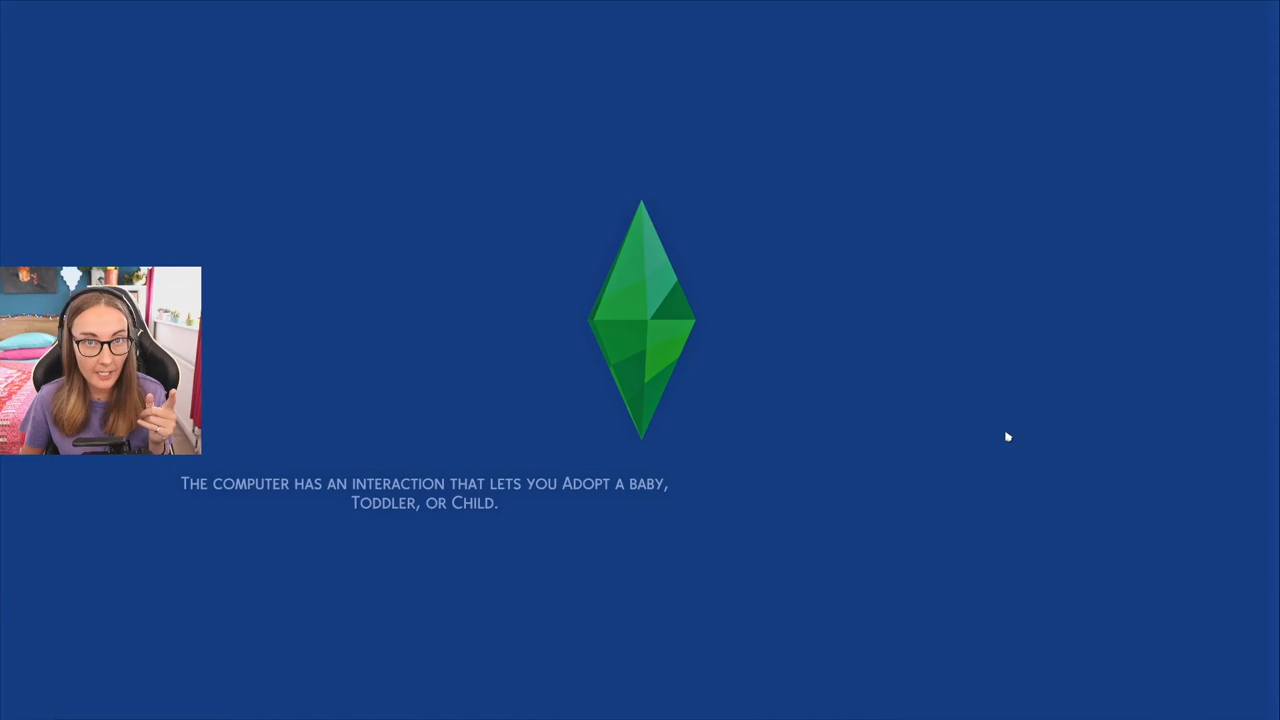 The computer has an interaction that lets you Adopt a baby,
Toddler, or Child.